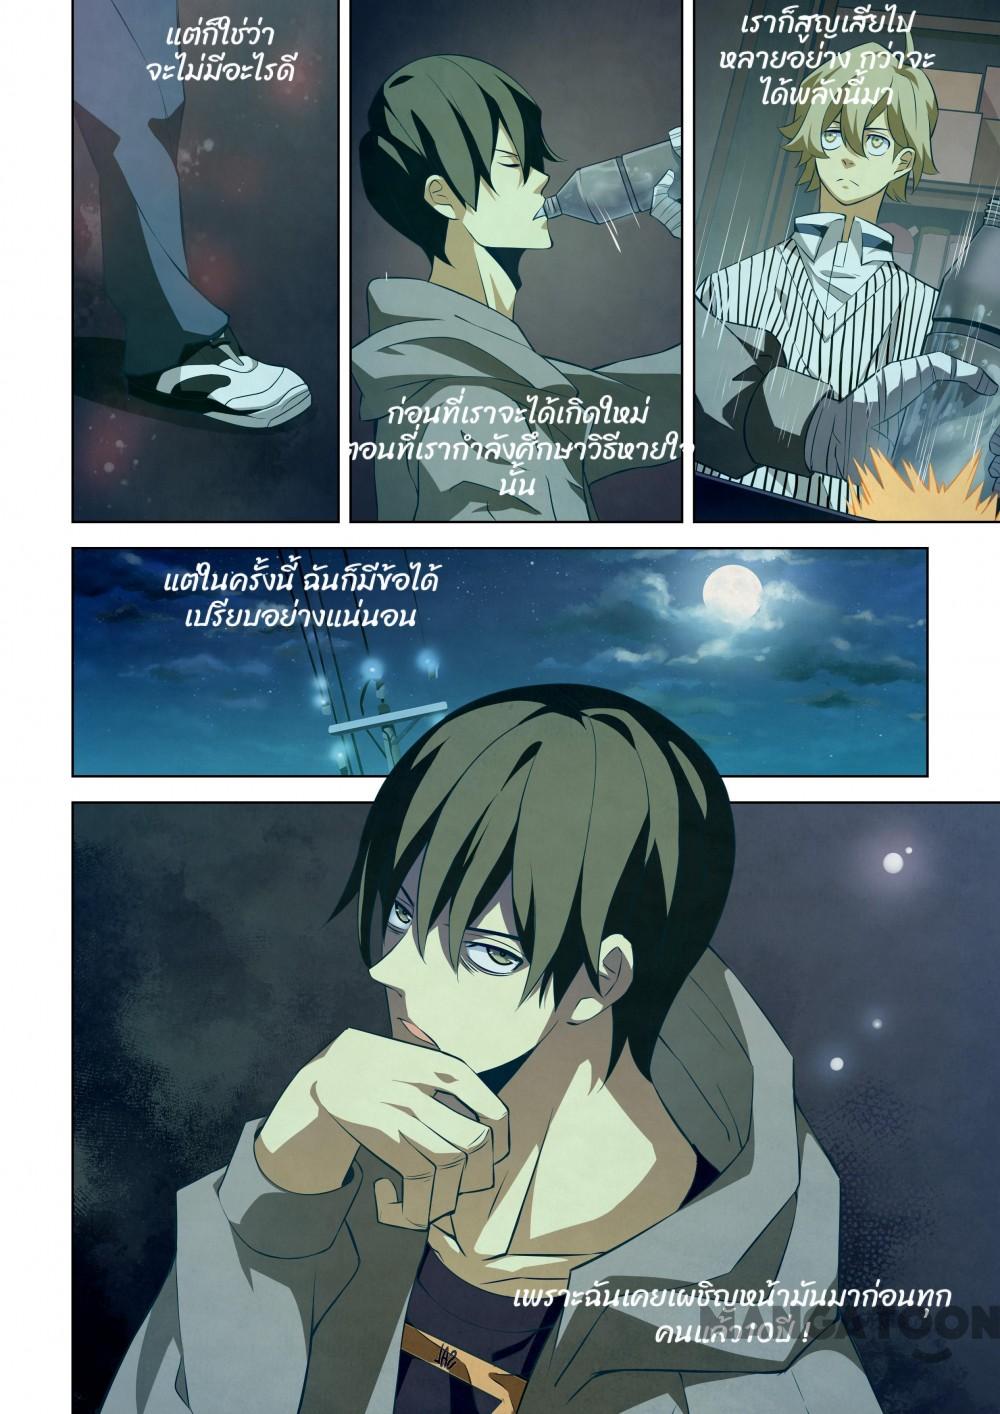 แต่ก็ใช่ว่า
จะไม่มีอะไรดี
ก่อนที่เราจะได้เกิดใหม่
ตอนที่เรากำลังศึกษาวิธีหายใจ
นั้น
เราก็สูญเสียไป
หลายอย่าง กว่าจะ
ได้พลังนี้มา
แต่ในครั้งนี้ ฉันก็มีข้อได้
เปรียบอย่างแน่นอน
เพราะฉันเคยเผชิญหน้ามันมาก่อนทุก
คนแล้ว10ปี !
MANGATOON